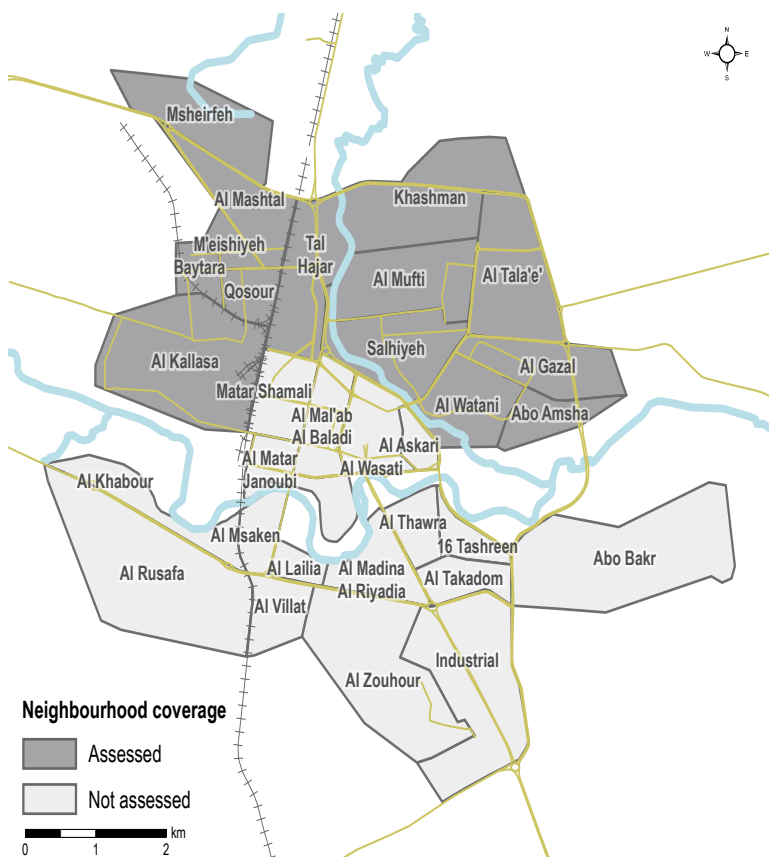 N
W E
S
Msheirfeh
Al Mashtal
Khashman
M'eishiyeh
Tal
Hajar
Baytara
Qosour
Al Mufti
Al Tala'e'
Al Kallasa
Salhiyeh
Al Gazal
Matar Shamali
Al Watani
Abo Amsha
Al Mal'ab
Al Baladi
Al Askari
Al Matar
Janoubi
Al Wasati
Al Khabour
Al Thawra
Al Msaken
16 Tashreen
Abo Bakr
Al Rusafa
Al Lailia
Al Madina
Al Riyadia
Al Takadom
Al Villat
Industrial
Al Zouhour
Neighbourhood coverage
Assessed
Not assessed
km
0 1 2